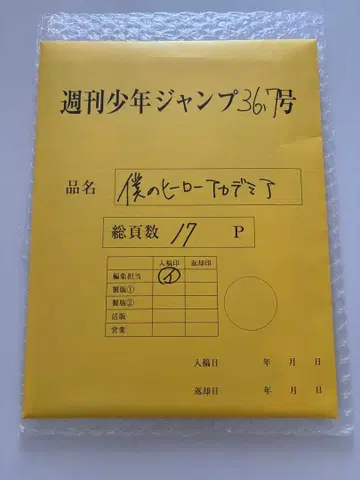 週刊少年ジャンプ36,7号
品名 僕のヒーローアカデミア
総頁数 17 P
入稿印 返却印
編集担当 イ
製版①
製版②
活版
営業
入稿日 年 月 日
返却日 年 月 日